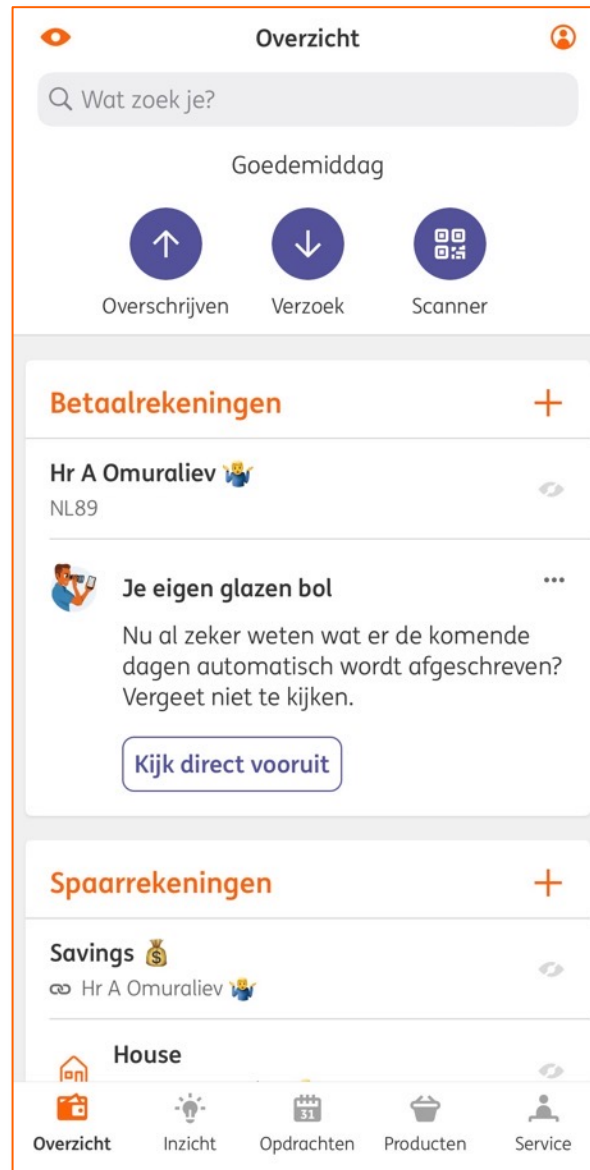 Overzicht
Wat zoek je?
Goedemiddag
Overschrijven
Verzoek
Scanner
Betaalrekeningen
Hr A Omuraliev 🤷‍♂️
NL89
Je eigen glazen bol
Nu al zeker weten wat er de komende
dagen automatisch wordt afgeschreven?
Vergeet niet te kijken.
Kijk direct vooruit
Spaarrekeningen
Savings 💰
Hr A Omuraliev 🤷‍♂️
House
31
Overzicht
Inzicht
Opdrachten
Producten
Service